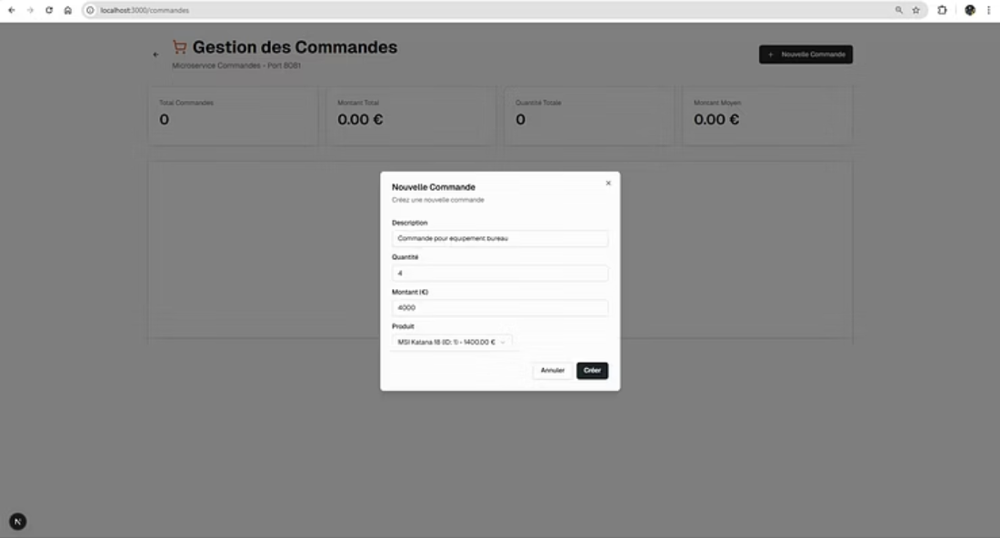 localhost:3000/commandes
Gestion des Commandes
Microservice Commandes - Port 8081
+ Nouvelle Commande
Total Commandes
0
Montant Total
0.00 €
Quantité Totale
0
Montant Moyen
0.00 €
Nouvelle Commande
Créez une nouvelle commande
Description
Commande pour equipement bureau
Quantité
4
Montant (€)
4000
Produit
MSI Katana 18 (ID: 1) - 1400.00 €
Annuler
Créer
N